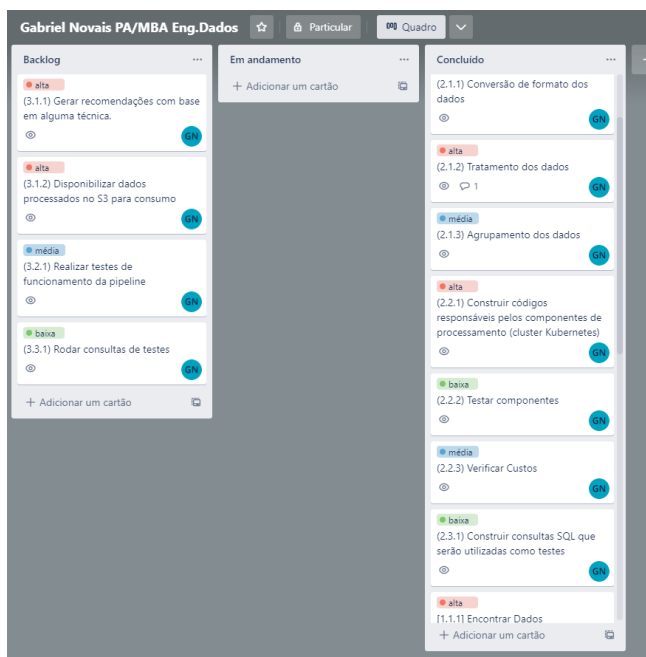 Gabriel Novais PA/MBA Eng.Dados
Particular
Quadro
Backlog
alta
(3.1.1) Gerar recomendações com base
em alguma técnica.
GN
alta
(3.1.2) Disponibilizar dados
processados no S3 para consumo
GN
média
(3.2.1) Realizar testes de
funcionamento da pipeline
GN
baixa
(3.3.1) Rodar consultas de testes
GN
+ Adicionar um cartão
Em andamento
+ Adicionar um cartão
Concluído
(2.1.1) Conversão de formato dos
dados
GN
alta
(2.1.2) Tratamento dos dados
1
GN
média
(2.1.3) Agrupamento dos dados
GN
alta
(2.2.1) Construir códigos
responsáveis pelos componentes de
processamento (cluster Kubernetes)
GN
baixa
(2.2.2) Testar componentes
GN
média
(2.2.3) Verificar Custos
GN
baixa
(2.3.1) Construir consultas SQL que
serão utilizadas como testes
GN
alta
[1.1.1] Encontrar Dados
+ Adicionar um cartão